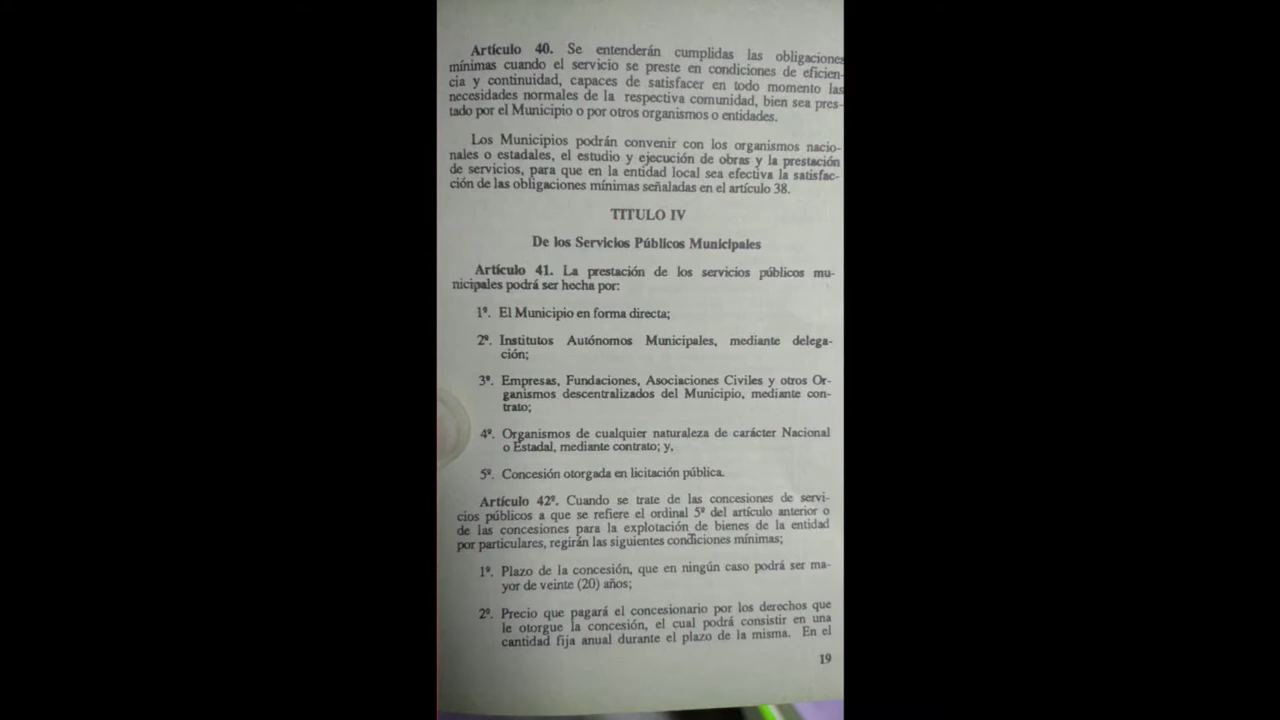 Artículo 40. Se entenderán cumplidas las obligaciones
mínimas cuando el servicio se preste en condiciones de eficien-
cia y continuidad, capaces de satisfacer en todo momento las
necesidades normales de la respectiva comunidad, bien sea pres-
tado por el Municipio o por otros organismos o entidades.
Los Municipios podrán convenir con los organismos nacio-
nales o estadales, el estudio y ejecución de obras y la prestación
de servicios, para que en la entidad local sea efectiva la satisfac-
ción de las obligaciones mínimas señaladas en el artículo 38.
TITULO IV
De los Servicios Públicos Municipales
Artículo 41. La prestación de los servicios públicos mu-
nicipales podrá ser hecha por:
1º. El Municipio en forma directa;
2º. Institutos Autónomos Municipales, mediante delega-
ción;
3º. Empresas, Fundaciones, Asociaciones Civiles y otros Or-
ganismos descentralizados del Municipio, mediante con-
trato;
4º. Organismos de cualquier naturaleza de carácter Nacional
o Estadal, mediante contrato; y,
5º. Concesión otorgada en licitación pública.
Artículo 42º. Cuando se trate de las concesiones de servi-
cios públicos a que se refiere el ordinal 5º del artículo anterior o
de las concesiones para la explotación de bienes de la entidad
por particulares, regirán las siguientes condiciones mínimas;
1º. Plazo de la concesión, que en ningún caso podrá ser ma-
yor de veinte (20) años;
2º. Precio que pagará el concesionario por los derechos que
le otorgue la concesión, el cual podrá consistir en una
cantidad fija anual durante el plazo de la misma. En el
19